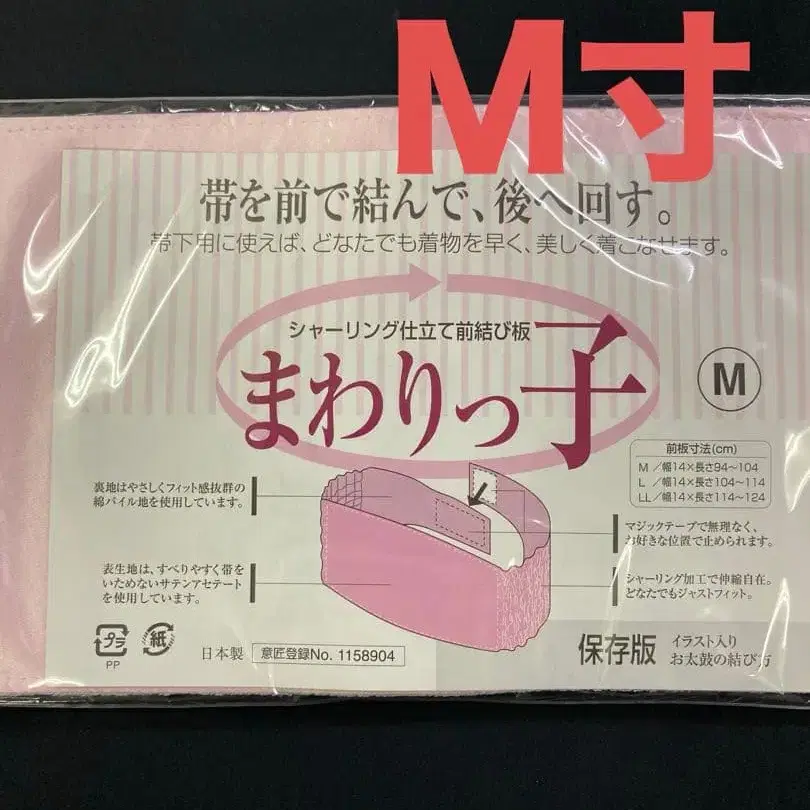 M寸
帯を前で結んで、後へ回す。
帯下用に使えば、どなたでも着物を早く、美しく着こなせます。
シャーリング仕立て前結び板
まわりっ子
M
前板寸法(cm)
M／幅14×長さ94〜104
L／幅14×長さ104〜114
LL／幅14×長さ114〜124
裏地はやさしくフィット感抜群の
綿パイル地を使用しています。
マジックテープで無理なく、
お好きな位置で止められます。
表生地は、すべりやすく帯を
いためないサテンアセテート
を使用しています。
シャーリング加工で伸縮自在。
どなたでもジャストフィット。
プラ
PP
紙
日本製
意匠登録No. 1158904
保存版
イラスト入り
お太鼓の結び方